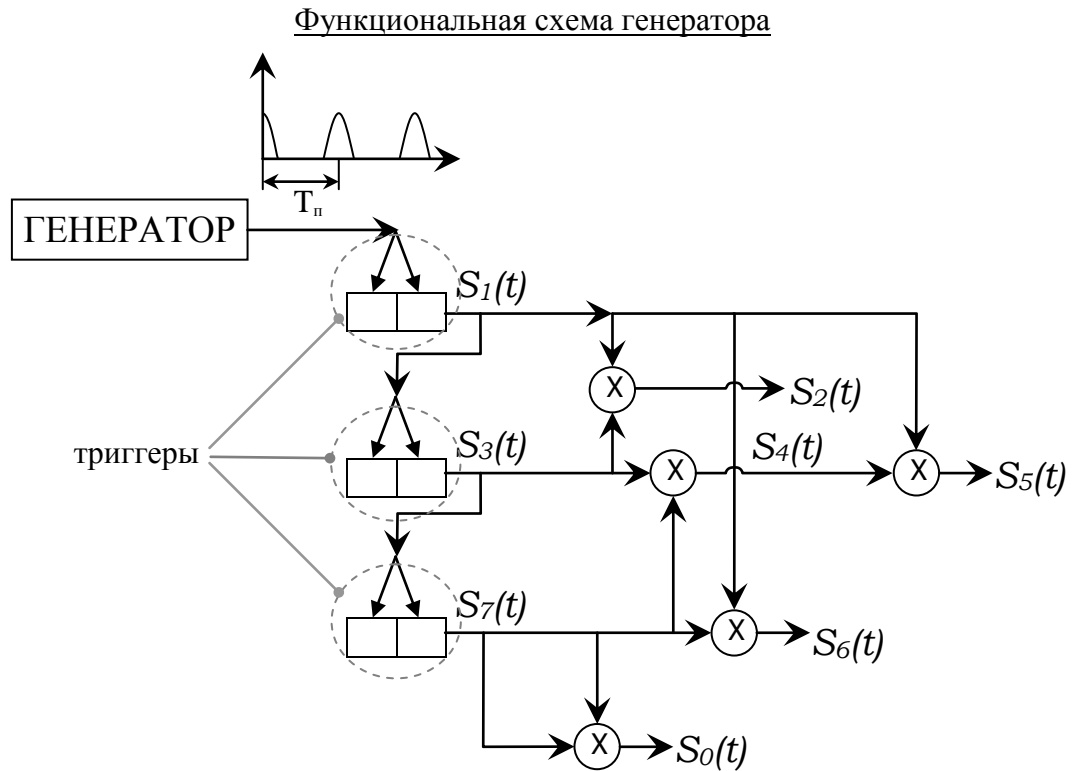 Функциональная схема генератора
Tп
ГЕНЕРАТОР
S1(t)
X
S2(t)
триггеры
S3(t)
X
S4(t)
X
S5(t)
S7(t)
X
S6(t)
X
S0(t)